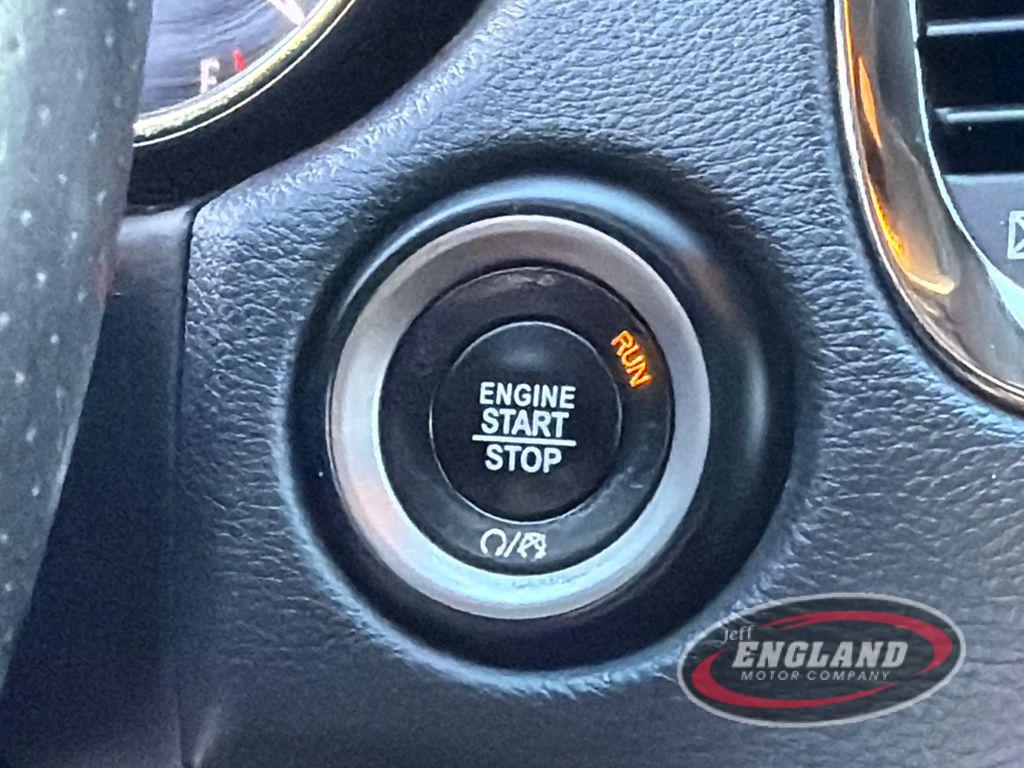 F
RUN
ENGINE
START
STOP
Jeff
ENGLAND
MOTOR COMPANY